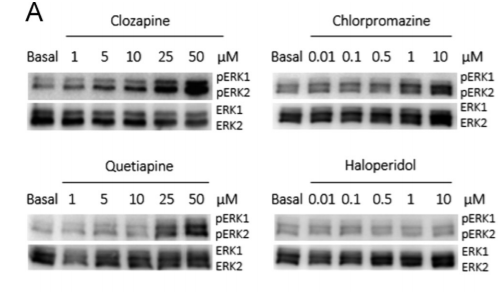 A
Clozapine
Basal 1 5 10 25 50 μM
pERK1
pERK2
ERK1
ERK2
Chlorpromazine
Basal 0.01 0.1 0.5 1 10 μM
pERK1
pERK2
ERK1
ERK2
Quetiapine
Basal 1 5 10 25 50 μM
pERK1
pERK2
ERK1
ERK2
Haloperidol
Basal 0.01 0.1 0.5 1 10 μM
pERK1
pERK2
ERK1
ERK2